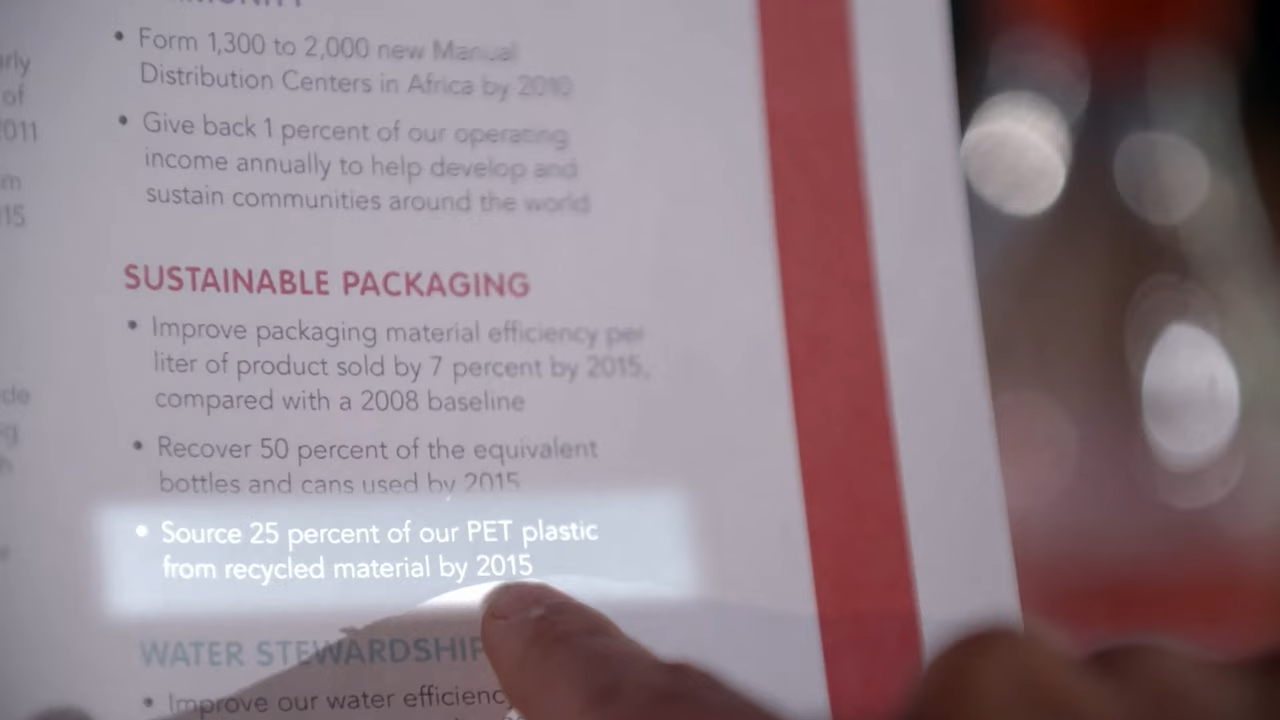 • Form 1,300 to 2,000 new Manual
Distribution Centers in Africa by 2010
• Give back 1 percent of our operating
income annually to help develop and
sustain communities around the world
SUSTAINABLE PACKAGING
• Improve packaging material efficiency per
liter of product sold by 7 percent by 2015,
compared with a 2008 baseline
• Recover 50 percent of the equivalent
bottles and cans used by 2015
• Source 25 percent of our PET plastic
from recycled material by 2015
WATER STEWARDSHIP
• Improve our water